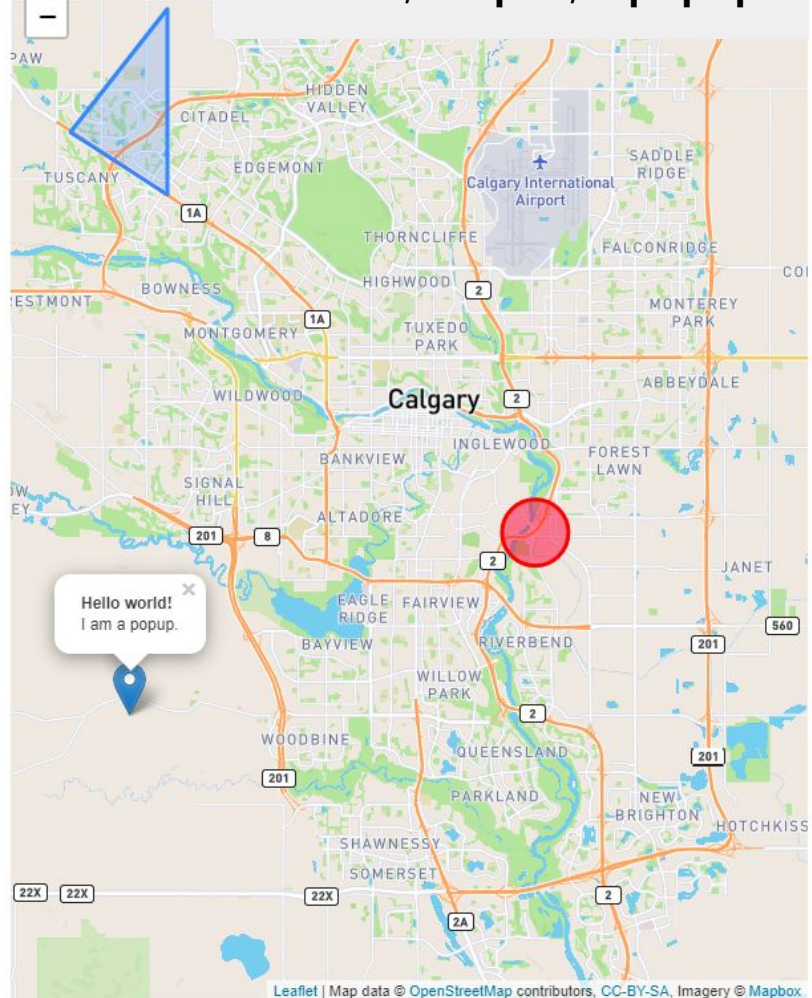 −
PAW
HIDDEN
VALLEY
CITADEL
EDGEMONT
TUSCANY
1A
SADDLE
RIDGE
Calgary International
Airport
THORNCLIFFE
FALCONRIDGE
HIGHWOOD
2
BOWNESS
RESTMONT
1A
MONTEREY
PARK
MONTGOMERY
TUXEDO
PARK
ABBEYDALE
WILDWOOD
Calgary
2
INGLEWOOD
BANKVIEW
FOREST
LAWN
SIGNAL
HILL
EY
ALTADORE
201
8
2
JANET
Hello world!
×
I am a popup.
EAGLE
RIDGE
FAIRVIEW
560
BAYVIEW
RIVERBEND
201
WILLOW
PARK
2
WOODBINE
QUEENSLAND
201
201
PARKLAND
NEW
BRIGHTON
HOTCHKISS
SHAWNESSY
SOMERSET
22X
22X
22X
2
2A
Leaflet | Map data © OpenStreetMap contributors, CC-BY-SA, Imagery © Mapbox